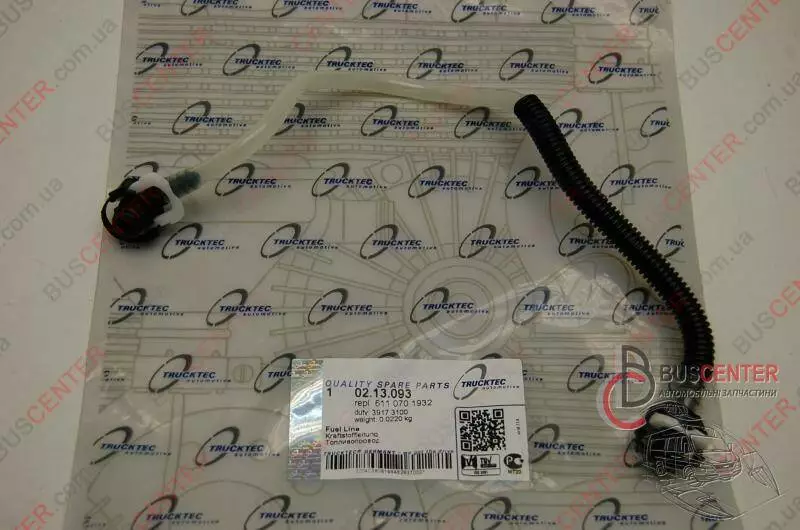 TRUCKTEC
automotive
QUALITY SPARE PARTS
TRUCKTEC
automotive
1 02.13.093
repl. 611 070 1932
duty: 3917 3100
weight: 0.0220 kg
Fuel Line
Kraftstoffleitung
Топливопровод
BUSCENTER
АВТОМОБІЛЬНІ ЗАПЧАСТИНИ
BUSCENTER.com.ua